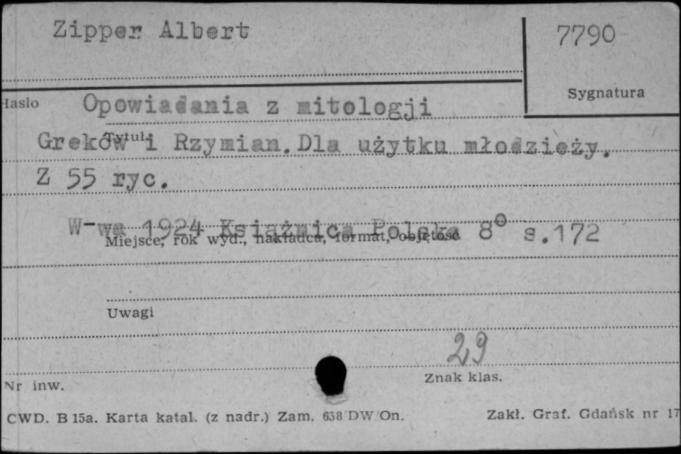 Zipper Albert
7790
Sygnatura
Hasło
Opowiadania z mitologji
Tytuł
Greków i Rzymian. Dla użytku młodzieży.
Z 55 ryc.
W-wa 1924 Książnica Polska 8° s.172
Miejsce, rok wyd., nakładca, format, objętość
Uwagi
29
Nr inw.
Znak klas.
CWD. B 15a. Karta katal. (z nadr.) Zam. 638 DW On.
Zakł. Graf. Gdańsk nr 17